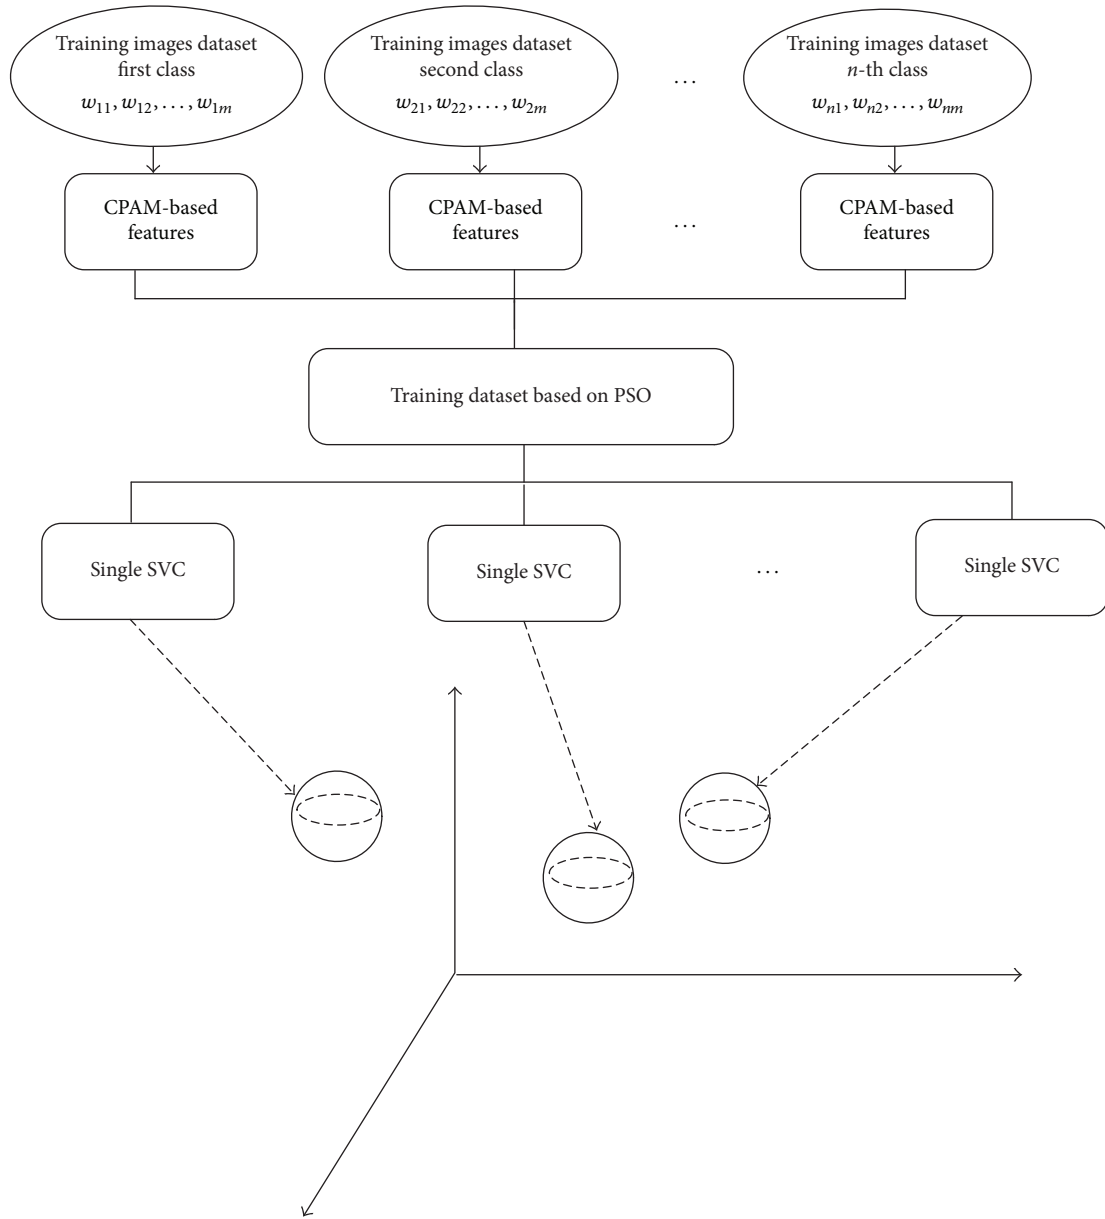 Training images dataset
first class
w11, w12, . . . , w1m
Training images dataset
second class
w21, w22, . . . , w2m
. . .
Training images dataset
n-th class
wn1, wn2, . . . , wnm
CPAM-based
features
CPAM-based
features
. . .
CPAM-based
features
Training dataset based on PSO
Single SVC
Single SVC
. . .
Single SVC